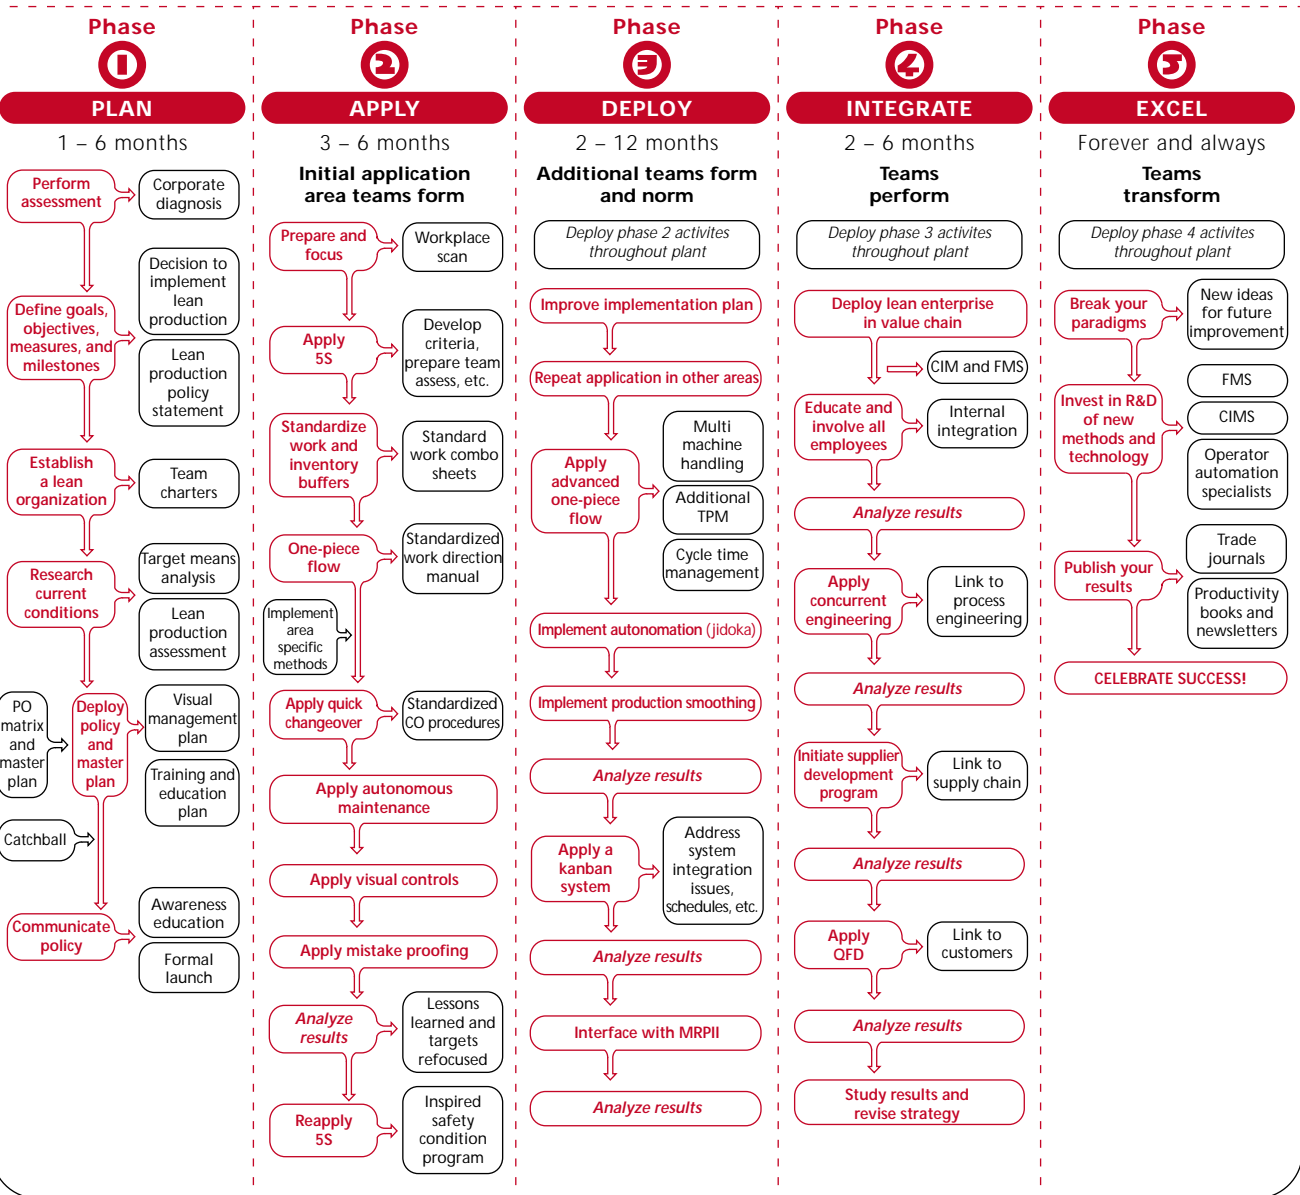 Phase
1
PLAN
1 – 6 months
Perform
assessment
Corporate
diagnosis
Decision to
implement
lean
production
Define goals,
objectives,
measures, and
milestones
Lean
production
policy
statement
Establish
a lean
organization
Team
charters
Research
current
conditions
Target means
analysis
Lean
production
assessment
PO
matrix
and
master
plan
Deploy
policy
and
master
plan
Visual
management
plan
Training and
education
plan
Catchball
Communicate
policy
Awareness
education
Formal
launch
Phase
2
APPLY
3 – 6 months
Initial application
area teams form
Prepare and
focus
Workplace
scan
Apply
5S
Develop
criteria,
prepare team
assess, etc.
Standardize
work and
inventory
buffers
Standard
work combo
sheets
One-piece
flow
Standardized
work direction
manual
Implement
area
specific
methods
Apply quick
changeover
Standardized
CO procedures
Apply autonomous
maintenance
Apply visual controls
Apply mistake proofing
Analyze
results
Lessons
learned and
targets
refocused
Reapply
5S
Inspired
safety
condition
program
Phase
3
DEPLOY
2 – 12 months
Additional teams form
and norm
Deploy phase 2 activites
throughout plant
Improve implementation plan
Repeat application in other areas
Apply
advanced
one-piece
flow
Multi
machine
handling
Additional
TPM
Cycle time
management
Implement autonomation (jidoka)
Implement production smoothing
Analyze results
Apply a
kanban
system
Address
system
integration
issues,
schedules, etc.
Analyze results
Interface with MRPII
Analyze results
Phase
4
INTEGRATE
2 – 6 months
Teams
perform
Deploy phase 3 activites
throughout plant
Deploy lean enterprise
in value chain
CIM and FMS
Educate and
involve all
employees
Internal
integration
Analyze results
Apply
concurrent
engineering
Link to
process
engineering
Analyze results
Initiate supplier
development
program
Link to
supply chain
Analyze results
Apply
QFD
Link to
customers
Analyze results
Study results and
revise strategy
Phase
5
EXCEL
Forever and always
Teams
transform
Deploy phase 4 activites
throughout plant
Break your
paradigms
New ideas
for future
improvement
Invest in R&D
of new
methods and
technology
FMS
CIMS
Operator
automation
specialists
Publish your
results
Trade
journals
Productivity
books and
newsletters
CELEBRATE SUCCESS!